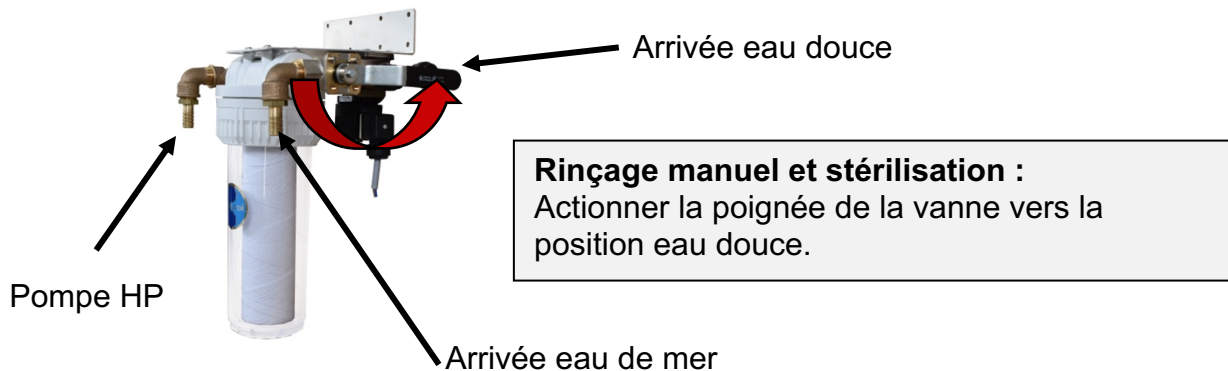 Arrivée eau douce
Rinçage manuel et stérilisation :
Actionner la poignée de la vanne vers la
position eau douce.
Pompe HP
Arrivée eau de mer